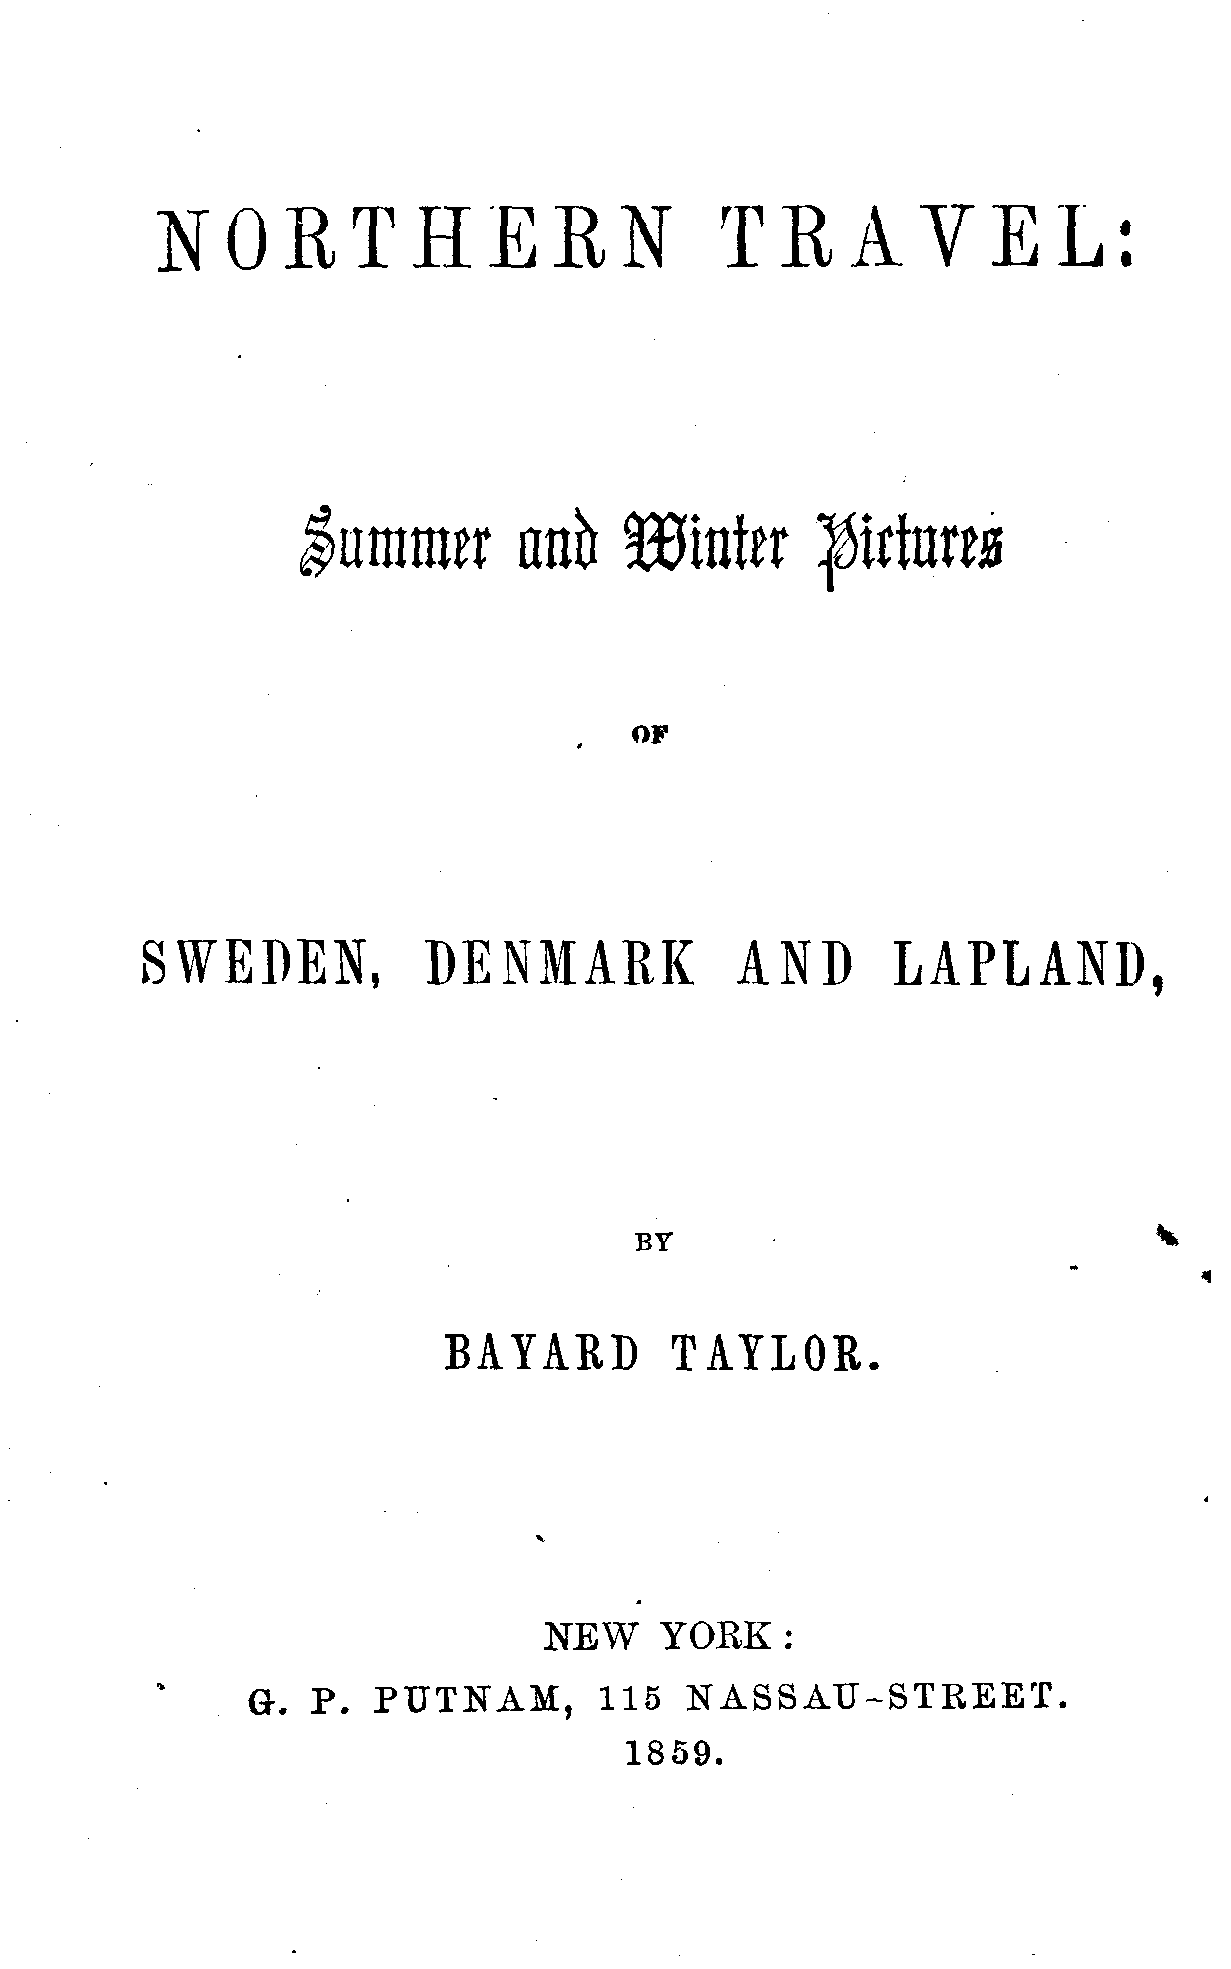 NORTHERN TRAVEL:
Summer and Winter Pictures
OF
SWEDEN, DENMARK AND LAPLAND,
BY
BAYARD TAYLOR.
NEW YORK:
G. P. PUTNAM, 115 NASSAU-STREET.
1859.